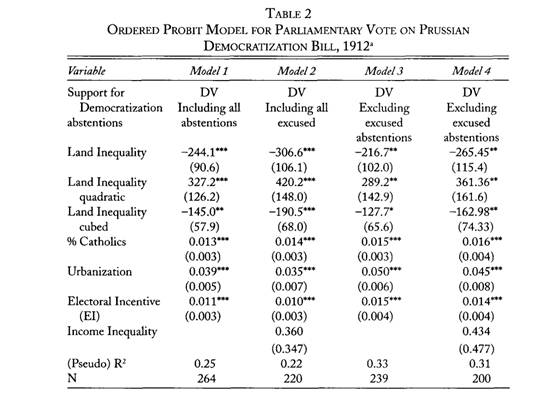 TABLE 2
ORDERED PROBIT MODEL FOR PARLIAMENTARY VOTE ON PRUSSIAN
DEMOCRATIZATION BILL, 1912ª
Variable Model 1 Model 2 Model 3 Model 4
Support for DV DV DV DV
Democratization Including all Including all Excluding Excluding
abstentions abstentions excused excused excused
abstentions abstentions
Land Inequality −244.1*** −306.6*** −216.7** −265.45**
(90.6) (106.1) (102.0) (115.4)
Land Inequality 327.2*** 420.2*** 289.2** 361.36**
quadratic (126.2) (148.0) (142.9) (161.6)
Land Inequality −145.0** −190.5*** −127.7* −162.98**
cubed (57.9) (68.0) (65.6) (74.33)
% Catholics 0.013*** 0.014*** 0.015*** 0.016***
(0.003) (0.003) (0.003) (0.004)
Urbanization 0.039*** 0.035*** 0.050*** 0.045***
(0.005) (0.007) (0.006) (0.008)
Electoral Incentive 0.011*** 0.010*** 0.015*** 0.014***
(EI) (0.003) (0.003) (0.004) (0.004)
Income Inequality 0.360 0.434
(0.347) (0.477)
(Pseudo) R² 0.25 0.22 0.33 0.31
N 264 220 239 200